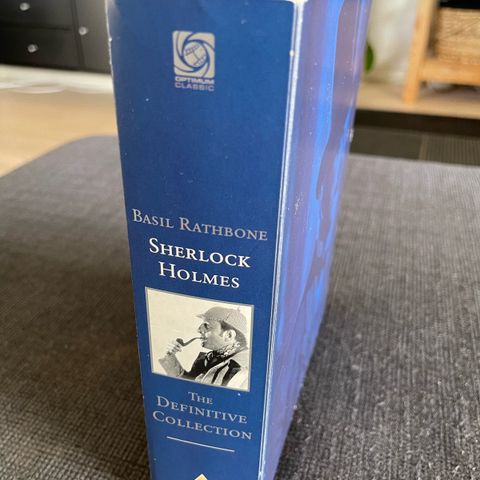 OPTIMUM
CLASSIC
BASIL RATHBONE
SHERLOCK
HOLMES
THE
DEFINITIVE
COLLECTION